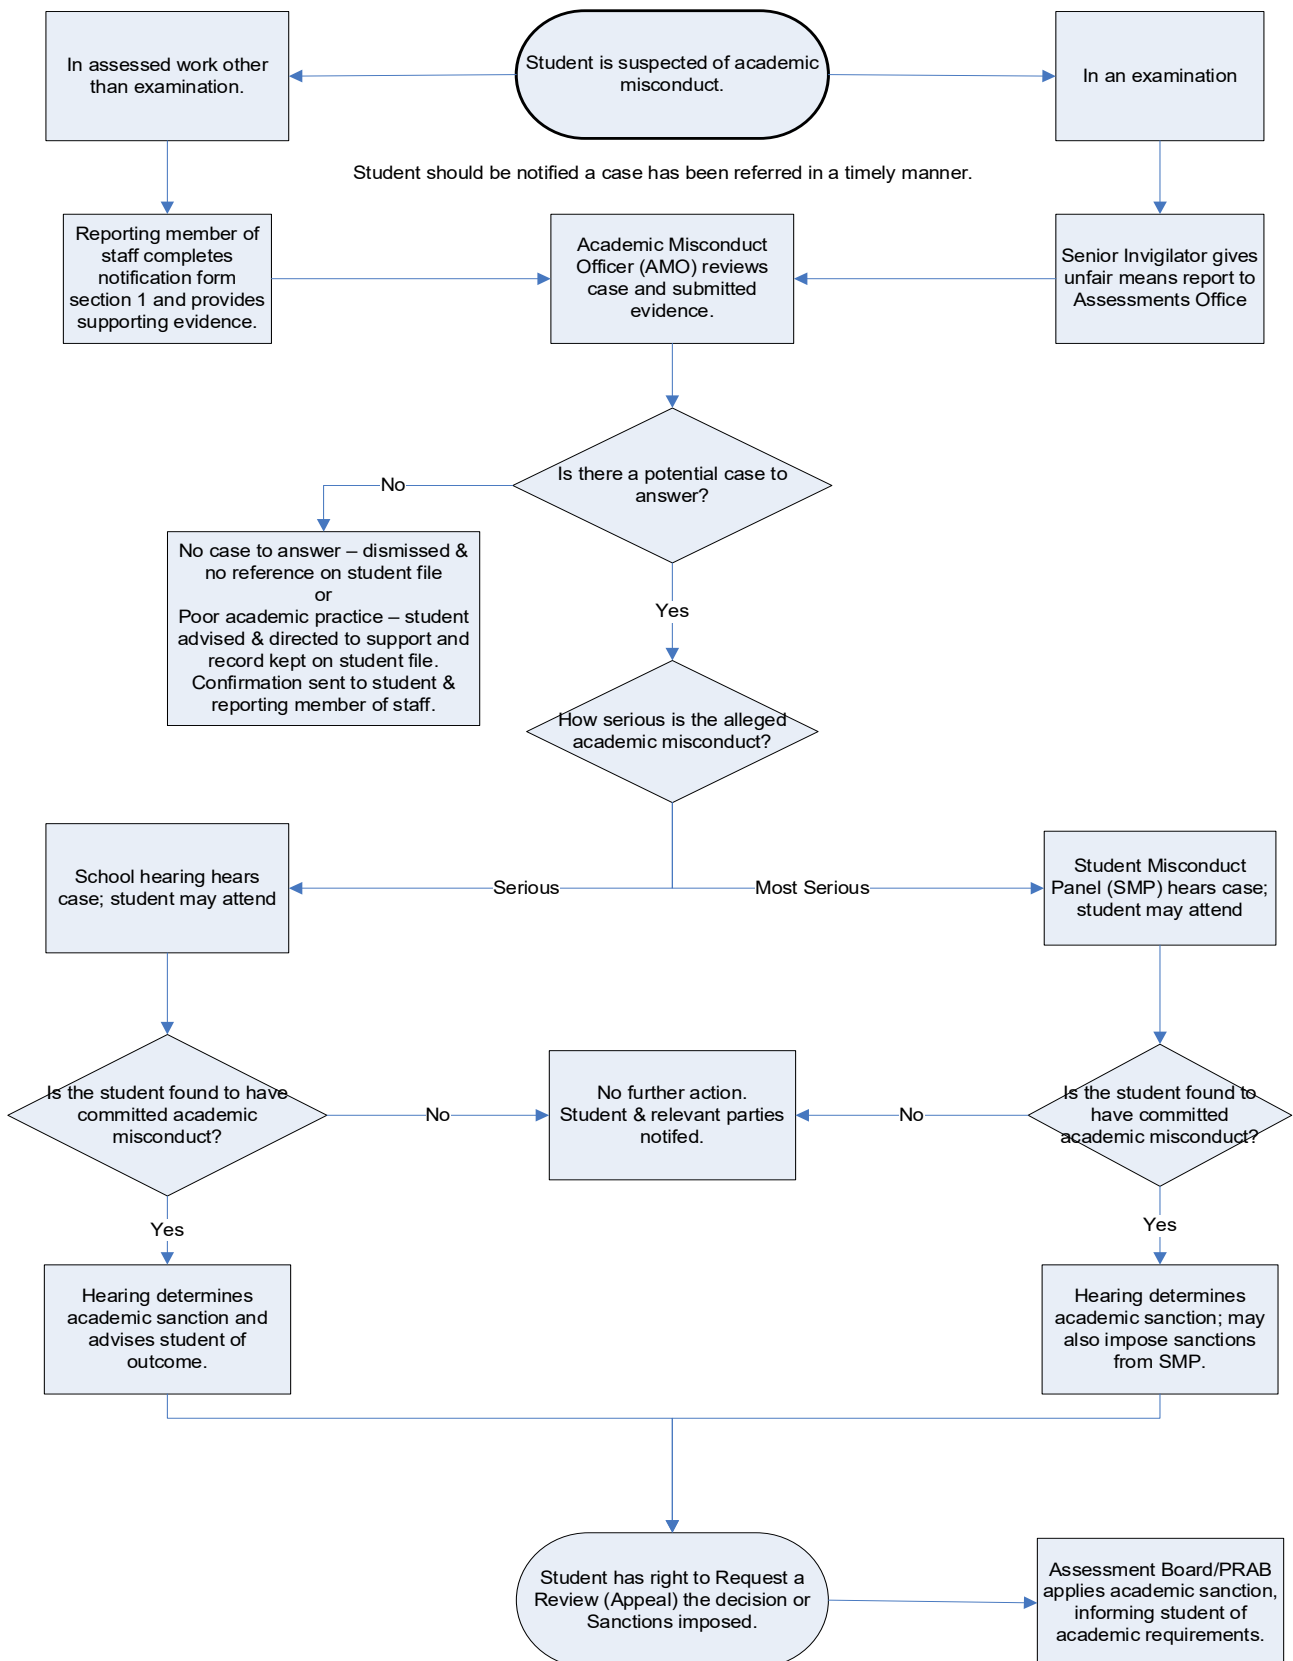 In assessed work other
than examination.
Student is suspected of academic
misconduct.
In an examination
Student should be notified a case has been referred in a timely manner.
Reporting member of
staff completes
notification form
section 1 and provides
supporting evidence.
Academic Misconduct
Officer (AMO) reviews
case and submitted
evidence.
Senior Invigilator gives
unfair means report to
Assessments Office
Is there a potential case to
answer?
No
No case to answer – dismissed &
no reference on student file
or
Poor academic practice – student
advised & directed to support and
record kept on student file.
Confirmation sent to student &
reporting member of staff.
Yes
How serious is the alleged
academic misconduct?
School hearing hears
case; student may attend
Serious
Most Serious
Student Misconduct
Panel (SMP) hears case;
student may attend
Is the student found to have
committed academic
misconduct?
No
No further action.
Student & relevant parties
notifed.
No
Is the student found to
have committed
academic misconduct?
Yes
Yes
Hearing determines
academic sanction and
advises student of
outcome.
Hearing determines
academic sanction; may
also impose sanctions
from SMP.
Student has right to Request a
Review (Appeal) the decision or
Sanctions imposed.
Assessment Board/PRAB
applies academic sanction,
informing student of
academic requirements.